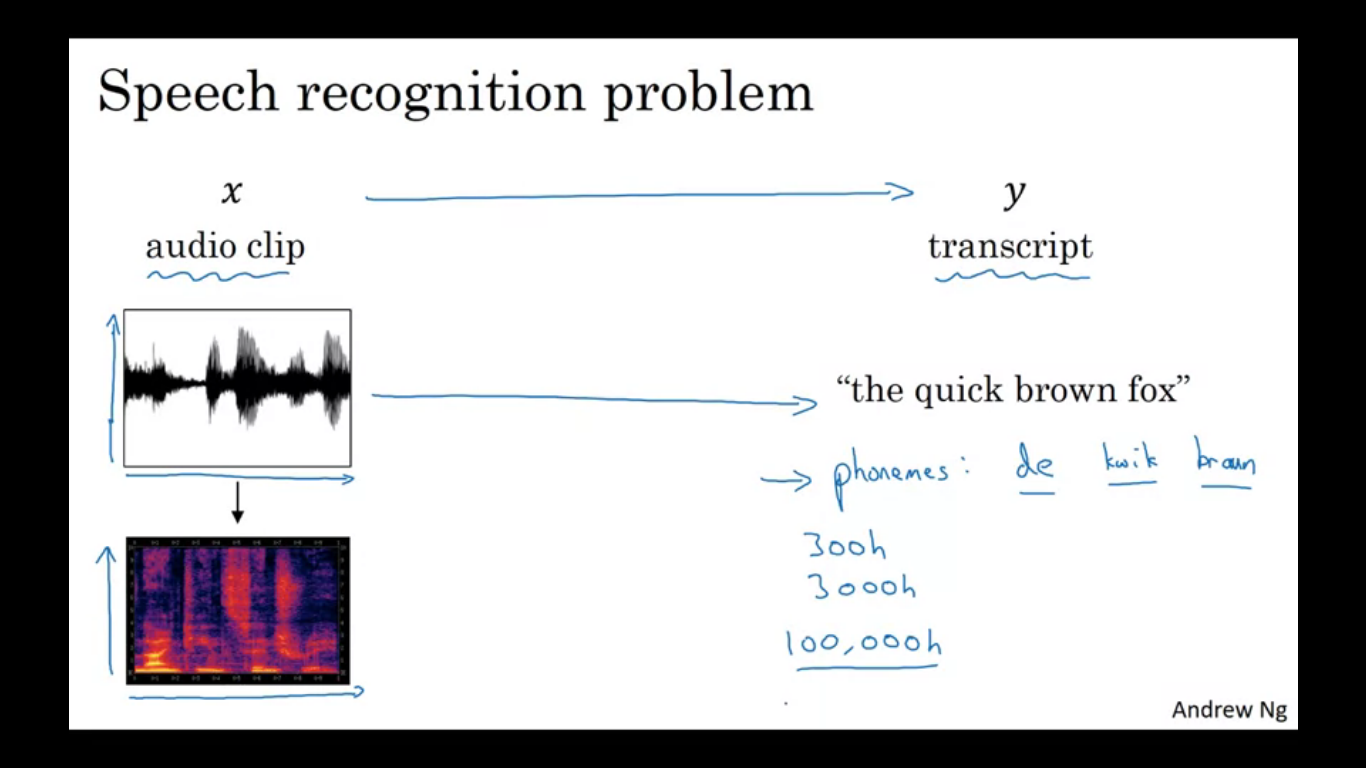 Speech recognition problem
x y
audio clip transcript
“the quick brown fox”
phonemes: de kwik braun
300h
3000h
100,000h
Andrew Ng